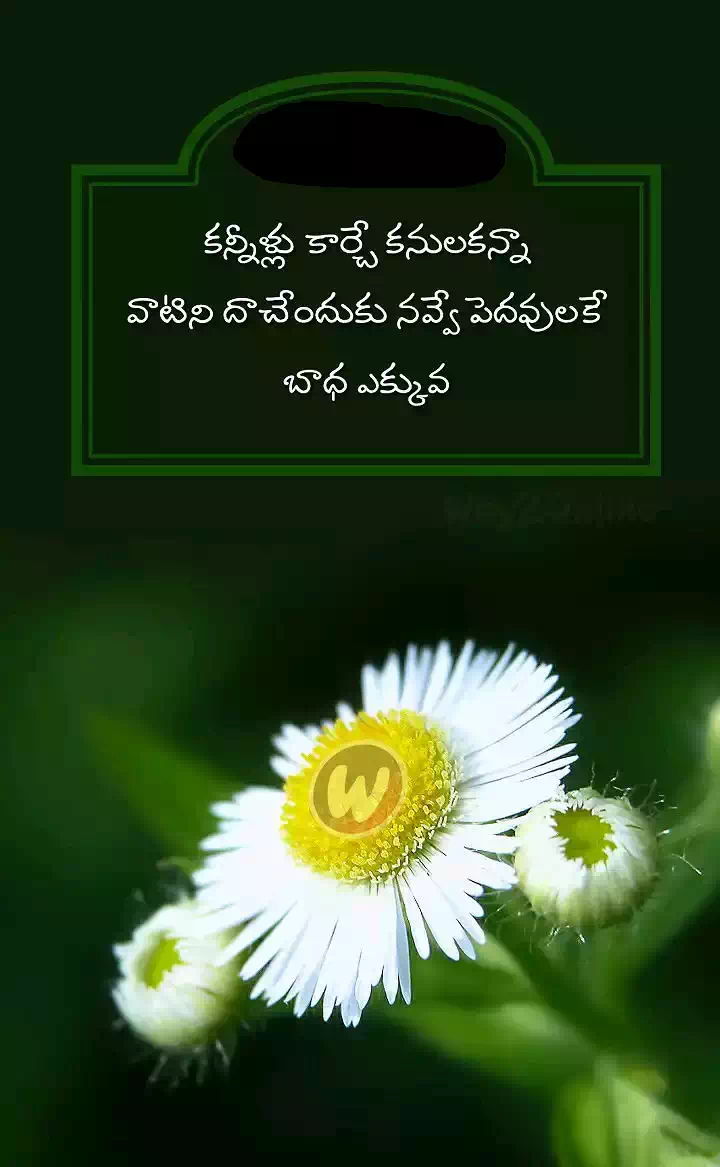 కన్నీళ్లు కార్చే కనులకన్నా
వాటిని దాచేందుకు నవ్వే పెదవులకే
బాధ ఎక్కువ
W